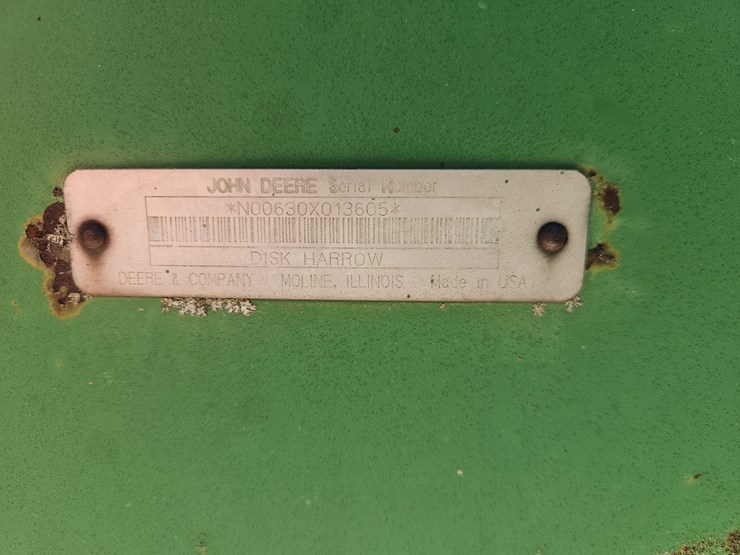 JOHN DEERE Serial Number
*N00630X013605*
DISK HARROW
DEERE & COMPANY MOLINE, ILLINOIS Made in USA